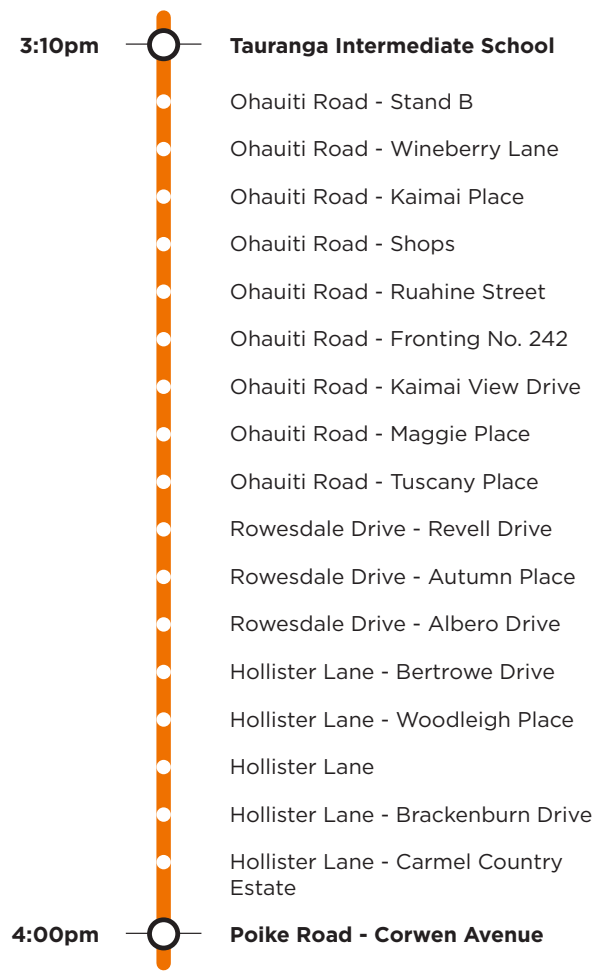 3:10pm Tauranga Intermediate School
Ohauiti Road - Stand B
Ohauiti Road - Wineberry Lane
Ohauiti Road - Kaimai Place
Ohauiti Road - Shops
Ohauiti Road - Ruahine Street
Ohauiti Road - Fronting No. 242
Ohauiti Road - Kaimai View Drive
Ohauiti Road - Maggie Place
Ohauiti Road - Tuscany Place
Rowesdale Drive - Revell Drive
Rowesdale Drive - Autumn Place
Rowesdale Drive - Albero Drive
Hollister Lane - Bertrowe Drive
Hollister Lane - Woodleigh Place
Hollister Lane
Hollister Lane - Brackenburn Drive
Hollister Lane - Carmel Country
Estate
4:00pm Poike Road - Corwen Avenue